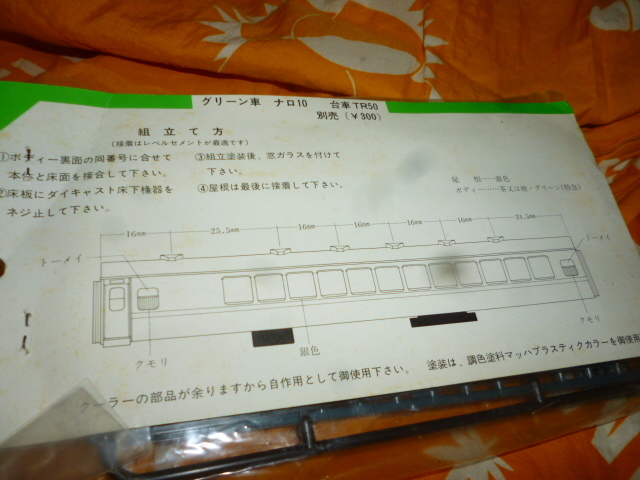 グリーン車 ナロ10 台車TR50
別売(¥300)
組立て方
(接着はレベルセメントが最適です)
①ボディー裏面の同番号に合せて
本体と床面を接合して下さい。
②床板にダイキャスト床下機器を
ネジ止して下さい。
③組立塗装後、窓ガラスを付けて
下さい。
④屋根は最後に接着して下さい。
屋 根……銀色
ボディー……茶又は緑・グリーン(特急)
16mm 25.5mm 16mm 16mm 16mm 16mm 24.5mm
トーメイ
トーメイ
クモリ
銀色
クモリ
クーラーの部品が余りますから自作用として御使用下さい。 塗装は、調色塗料マッハプラスティクカラーを御使用